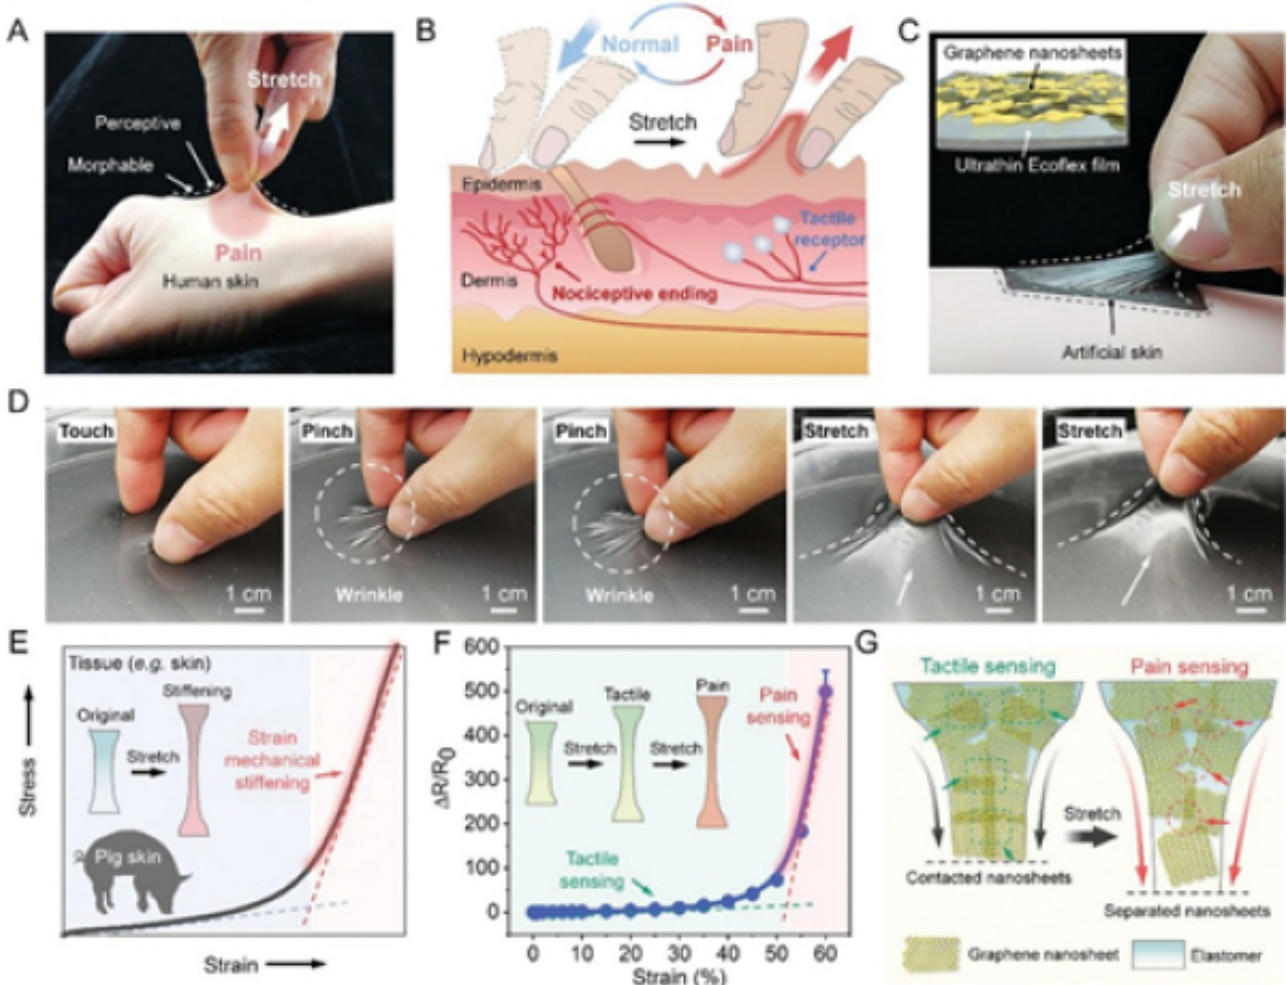 A
Stretch
Perceptive
Morphable
Pain
Human skin
B
Normal
Pain
Stretch
Epidermis
Tactile
receptor
Dermis
Nociceptive ending
Hypodermis
C
Graphene nanosheets
Ultrathin Ecoflex film
Stretch
Artificial skin
D
Touch
1 cm
Pinch
Wrinkle
1 cm
Pinch
Wrinkle
1 cm
Stretch
1 cm
Stretch
1 cm
E
Tissue (e.g. skin)
Stiffening
Original
Stretch
Strain
mechanical
stiffening
Pig skin
Stress
Strain
F
600
500
400
300
200
100
0
ΔR/R0
Original
Tactile
Pain
Stretch
Stretch
Pain
sensing
Tactile
sensing
0 10 20 30 40 50 60
Strain (%)
G
Tactile sensing
Pain sensing
Stretch
Contacted nanosheets
Separated nanosheets
Graphene nanosheet
Elastomer